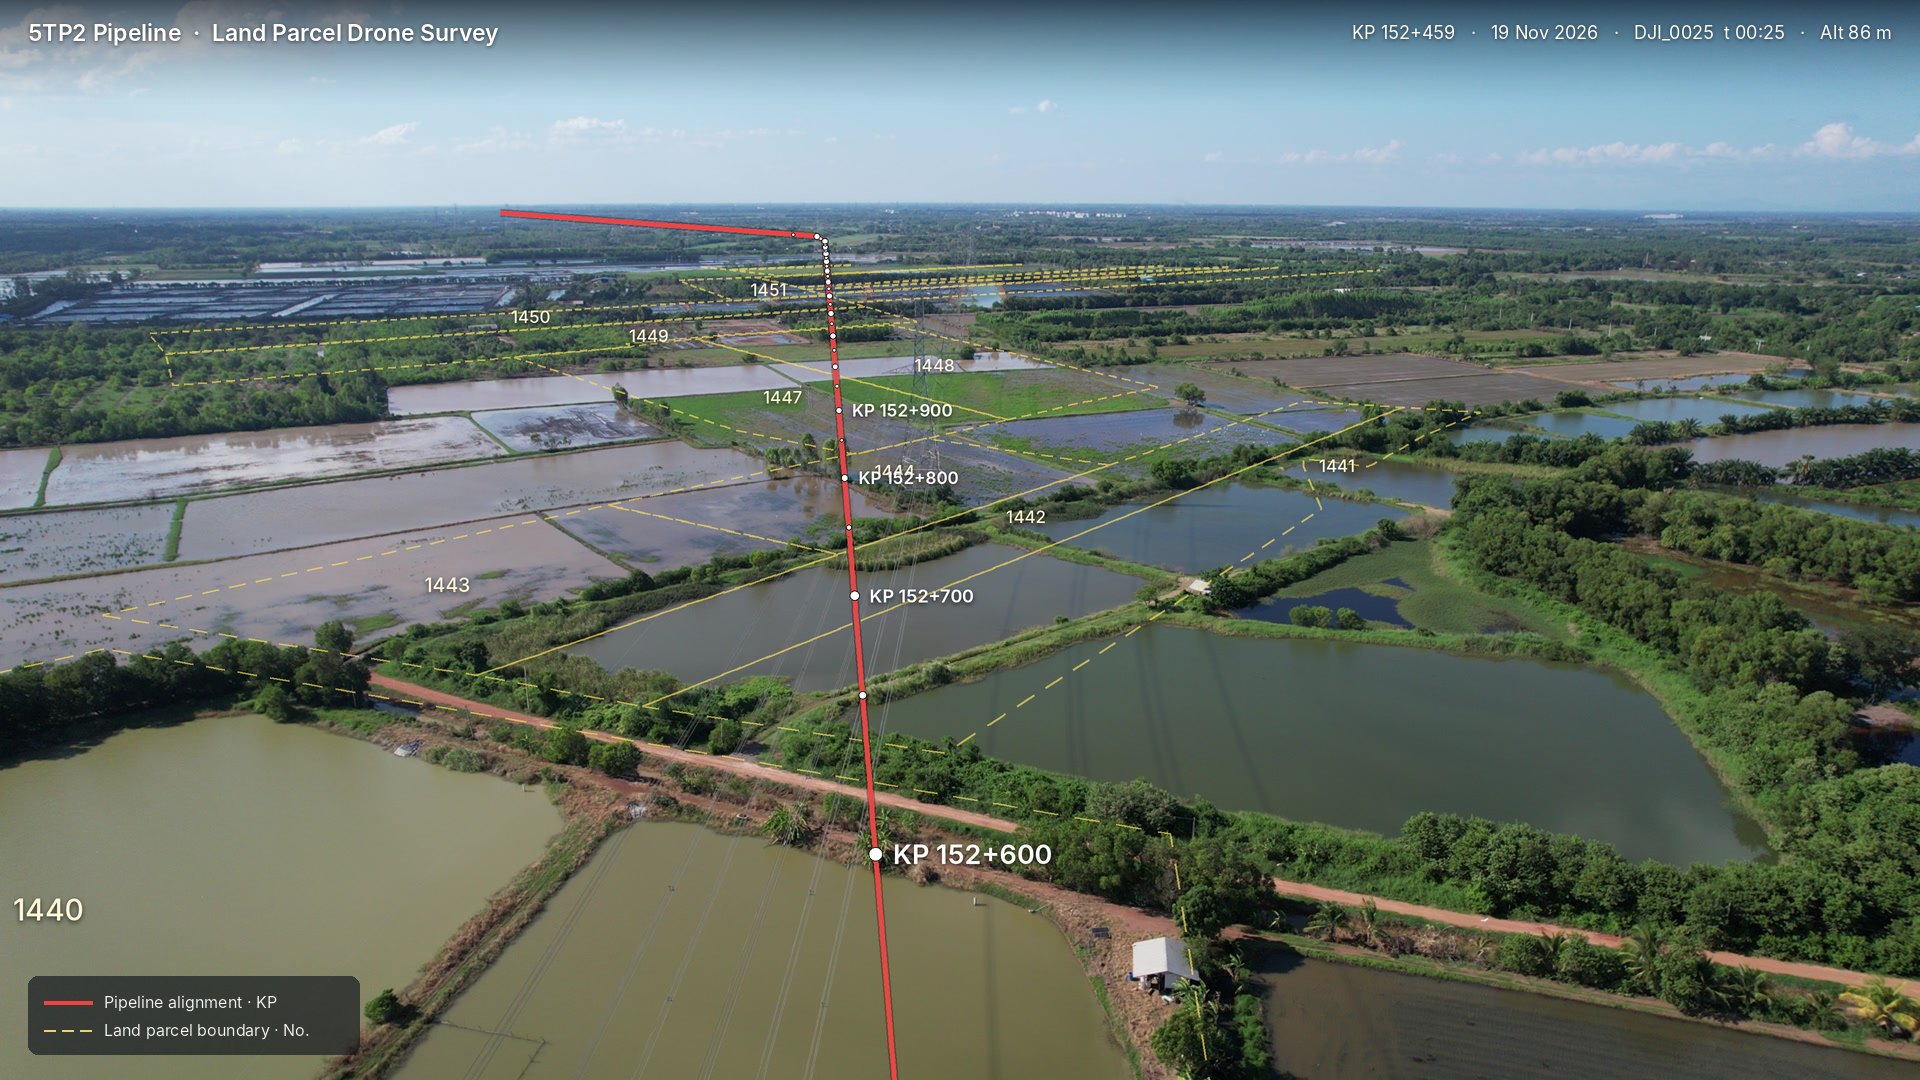 5TP2 Pipeline · Land Parcel Drone Survey
KP 152+459 · 19 Nov 2026 · DJI_0025 t 00:25 · Alt 86 m
1451
1450
1449
1448
1447
KP 152+900
1444
KP 152+800
1441
1442
1443
KP 152+700
KP 152+600
1440
Pipeline alignment · KP
Land parcel boundary · No.